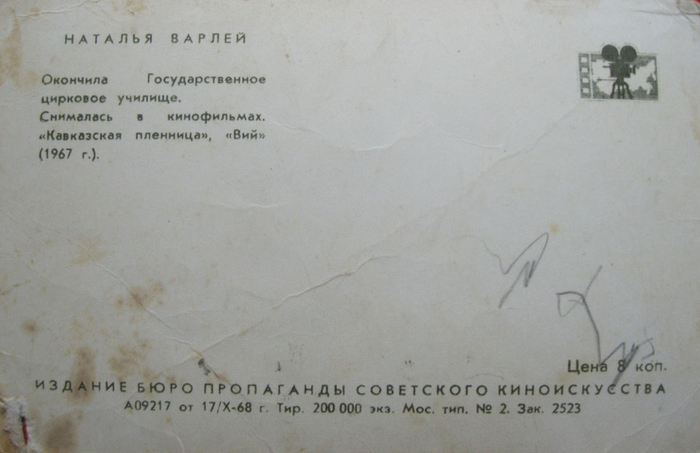 НАТАЛЬЯ ВАРЛЕЙ
Окончила Государственное
цирковое училище.
Снималась в кинофильмах.
«Кавказская пленница», «Вий»
(1967 г.).
Цена 8 коп.
ИЗДАНИЕ БЮРО ПРОПАГАНДЫ СОВЕТСКОГО КИНОИСКУССТВА
А09217 от 17/X-68 г. Тир. 200 000 экз. Мос. тип. № 2. Зак. 2523